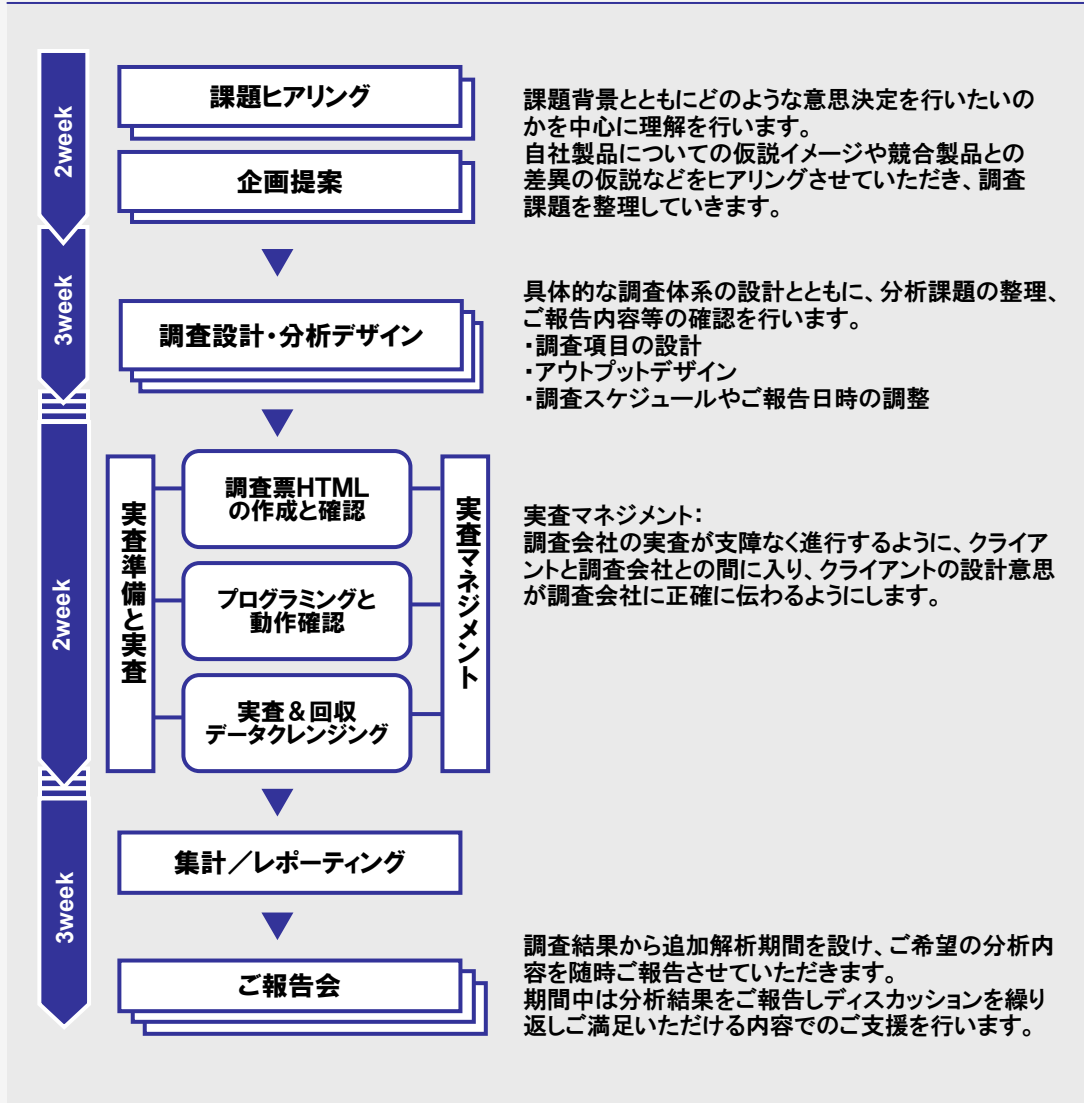 2week
課題ヒアリング
企画提案
課題背景とともにどのような意思決定を行いたいの
かを中心に理解を行います。
自社製品についての仮説イメージや競合製品との
差異の仮説などをヒアリングさせていただき、調査
課題を整理していきます。
3week
調査設計・分析デザイン
具体的な調査体系の設計とともに、分析課題の整理、
ご報告内容等の確認を行います。
・調査項目の設計
・アウトプットデザイン
・調査スケジュールやご報告日時の調整
2week
実査準備と実査
調査票HTML
の作成と確認
プログラミングと
動作確認
実査＆回収
データクレンジング
実査マネジメント
実査マネジメント：
調査会社の実査が支障なく進行するように、クライア
ントと調査会社との間に入り、クライアントの設計意思
が調査会社に正確に伝わるようにします。
3week
集計／レポーティング
ご報告会
調査結果から追加解析期間を設け、ご希望の分析内
容を随時ご報告させていただきます。
期間中は分析結果をご報告しディスカッションを繰り
返しご満足いただける内容でのご支援を行います。